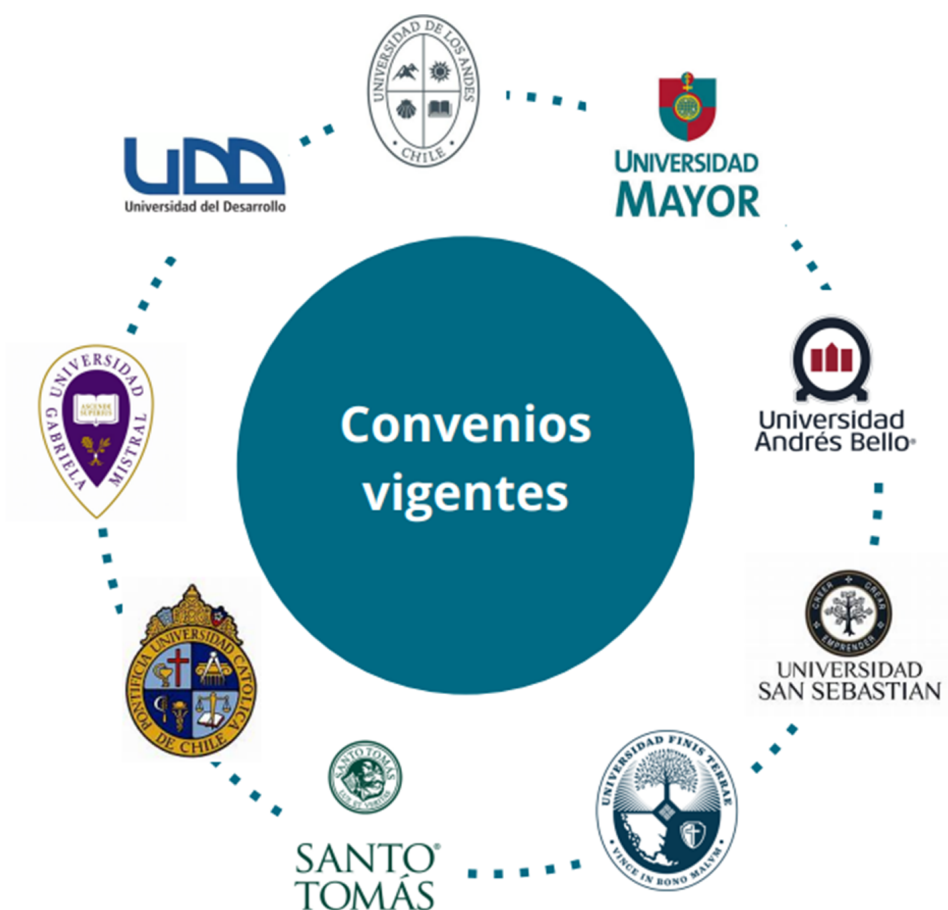 Convenios
vigentes
UNIVERSIDAD DE LOS ANDES
• CHILE •
UNIVERSIDAD
MAYOR
Universidad
Andrés Bello®
CREER + CREAR
EMPRENDER
UNIVERSIDAD
SAN SEBASTIAN
UNIVERSIDAD FINIS TERRAE
• VINCE IN BONO MALVM •
SANTO TOMÁS
SANTO®
TOMÁS
PONTIFICIA UNIVERSIDAD CATOLICA
DE CHILE
UNIVERSIDAD
GABRIELA MISTRAL
ASCENDE
SUPERIUS
UDD
Universidad del Desarrollo